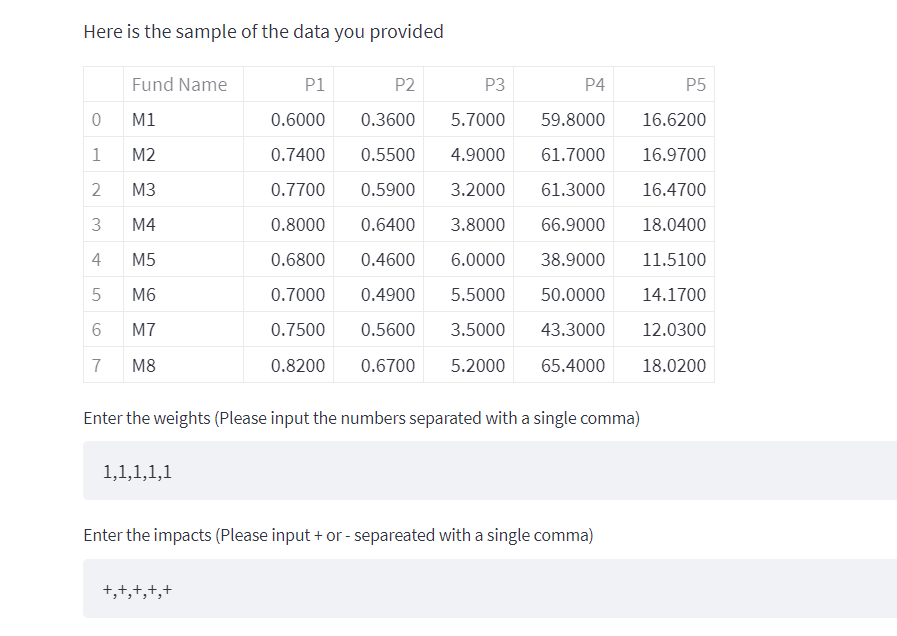 Here is the sample of the data you provided
Fund Name P1 P2 P3 P4 P5
0 M1 0.6000 0.3600 5.7000 59.8000 16.6200
1 M2 0.7400 0.5500 4.9000 61.7000 16.9700
2 M3 0.7700 0.5900 3.2000 61.3000 16.4700
3 M4 0.8000 0.6400 3.8000 66.9000 18.0400
4 M5 0.6800 0.4600 6.0000 38.9000 11.5100
5 M6 0.7000 0.4900 5.5000 50.0000 14.1700
6 M7 0.7500 0.5600 3.5000 43.3000 12.0300
7 M8 0.8200 0.6700 5.2000 65.4000 18.0200
Enter the weights (Please input the numbers separated with a single comma)
1,1,1,1,1
Enter the impacts (Please input + or - separeated with a single comma)
+,+,+,+,+